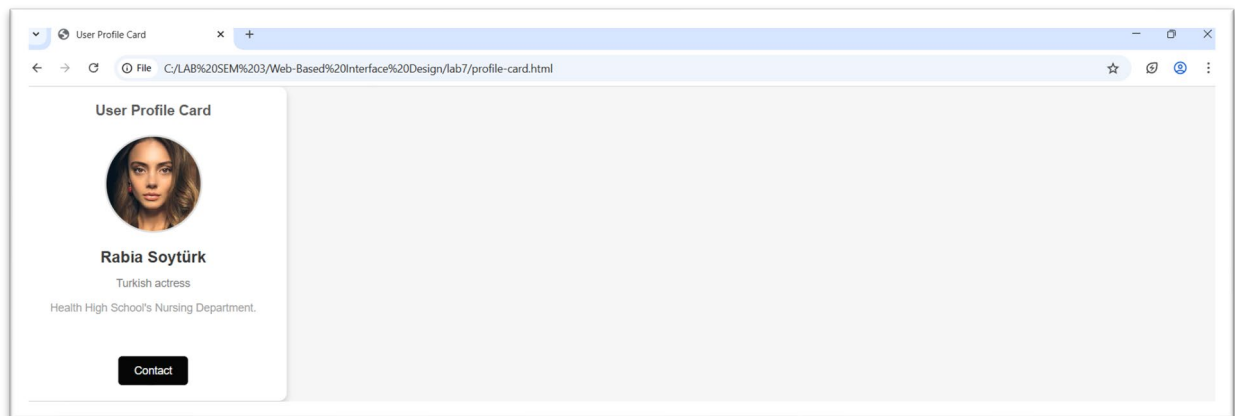 User Profile Card
File C:/LAB%20SEM%203/Web-Based%20Interface%20Design/lab7/profile-card.html
User Profile Card
Rabia Soytürk
Turkish actress
Health High School's Nursing Department.
Contact